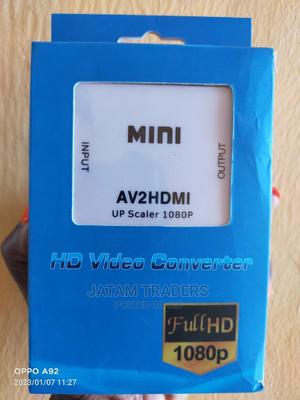 MINI
INPUT
OUTPUT
AV2HDMI
UP Scaler 1080P
HD Video Converter
JATAM TRADERS
Full HD
1080p
OPPO A92
2023/01/07 11:27